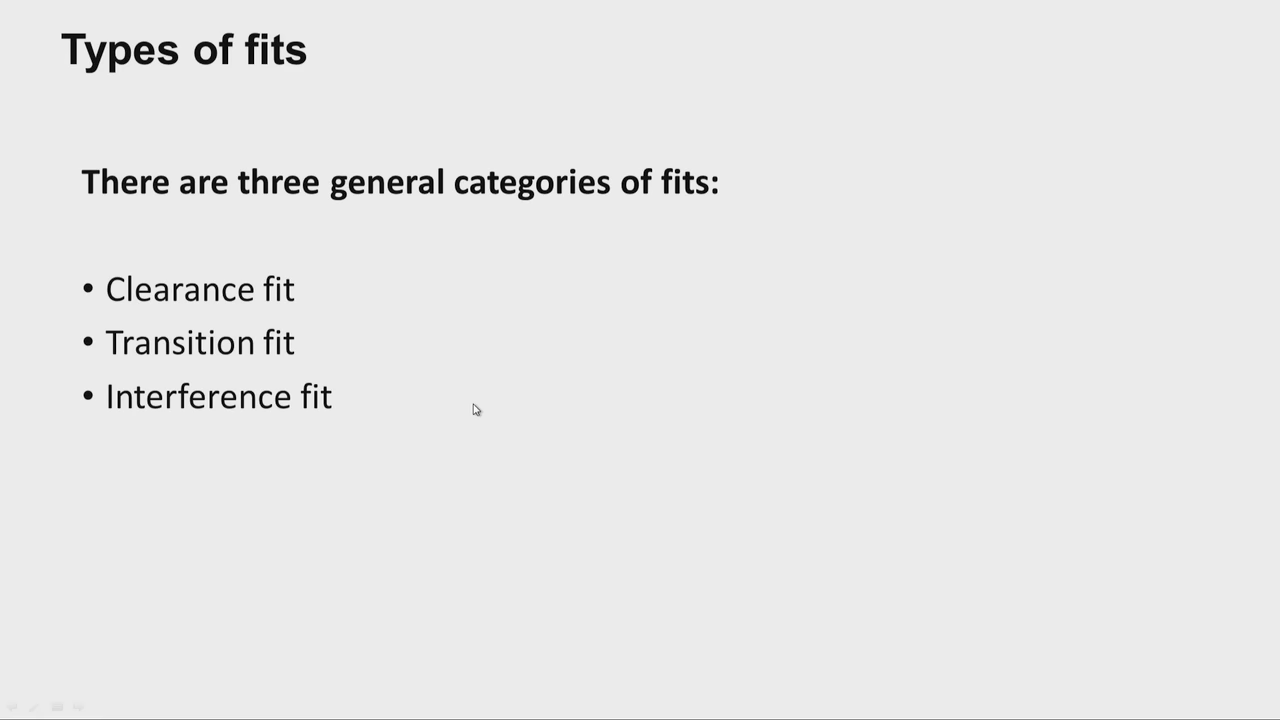 Types of fits
There are three general categories of fits:
• Clearance fit
• Transition fit
• Interference fit